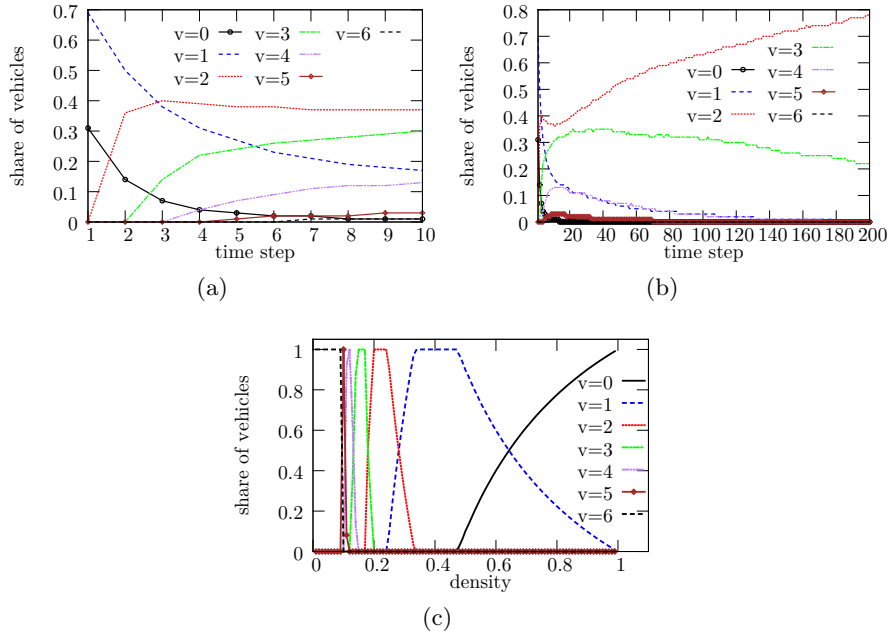 0.7
0.6
0.5
0.4
0.3
0.2
0.1
0
share of vehicles
v=0 v=3 v=6
v=1 v=4
v=2 v=5
1 2 3 4 5 6 7 8 9 10
time step
(a)
0.8
0.7
0.6
0.5
0.4
0.3
0.2
0.1
0
share of vehicles
v=3
v=0 v=4
v=1 v=5
v=2 v=6
20 40 60 80 100 120 140 160 180 200
time step
(b)
1
0.8
0.6
0.4
0.2
0
share of vehicles
v=0
v=1
v=2
v=3
v=4
v=5
v=6
0 0.2 0.4 0.6 0.8 1
density
(c)